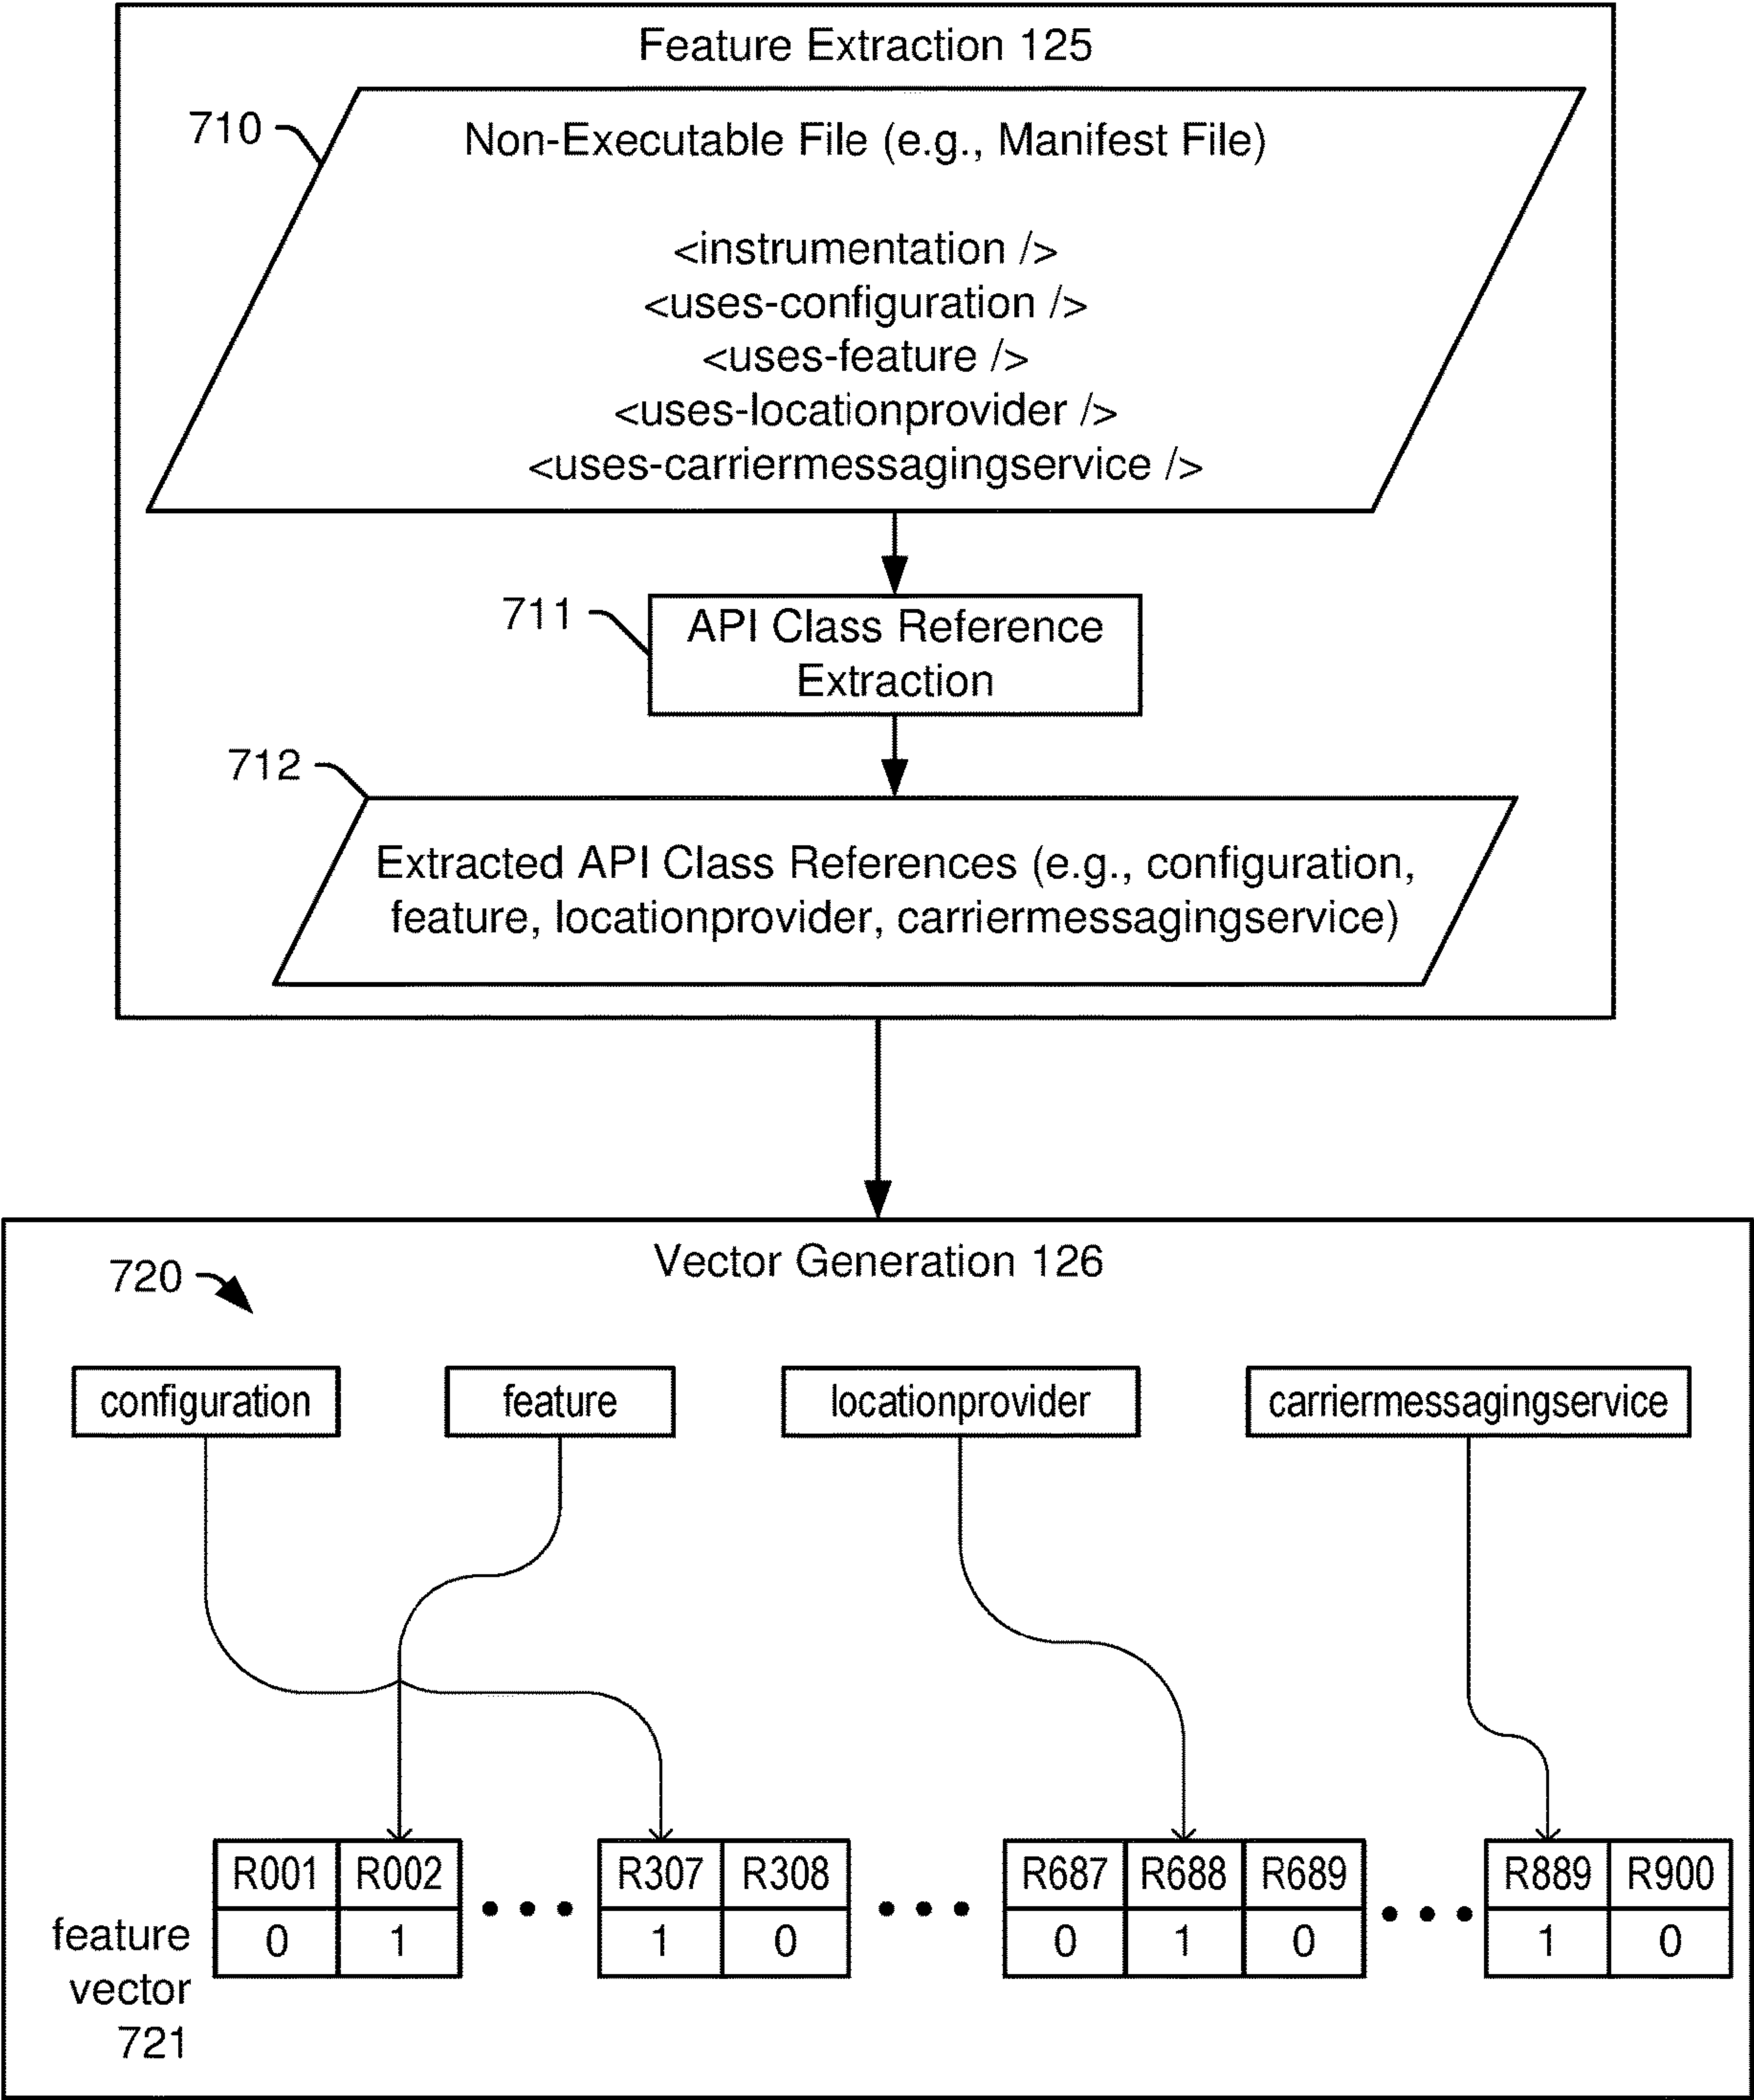 Feature Extraction 125
710
Non-Executable File (e.g., Manifest File)
<instrumentation />
<uses-configuration />
<uses-feature />
<uses-locationprovider />
<uses-carriermessagingservice />
711
API Class Reference
Extraction
712
Extracted API Class References (e.g., configuration,
feature, locationprovider, carriermessagingservice)
Vector Generation 126
720
configuration feature locationprovider carriermessagingservice
R001 R002 R307 R308 R687 R688 R689 R889 R900
0 1 1 0 0 1 0 1 0
feature
vector
721